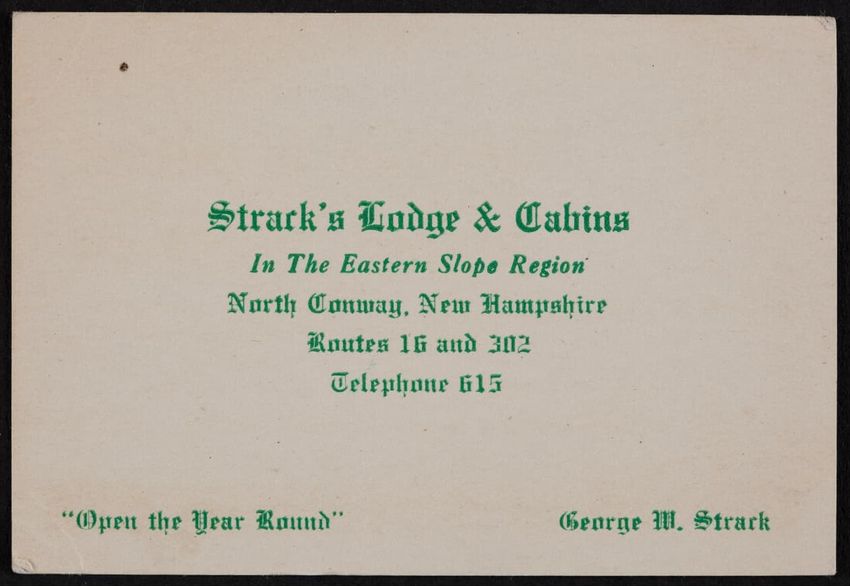 Strack's Lodge & Cabins
In The Eastern Slope Region
North Conway, New Hampshire
Routes 16 and 302
Telephone 615
"Open the Year Round"
George W. Strack